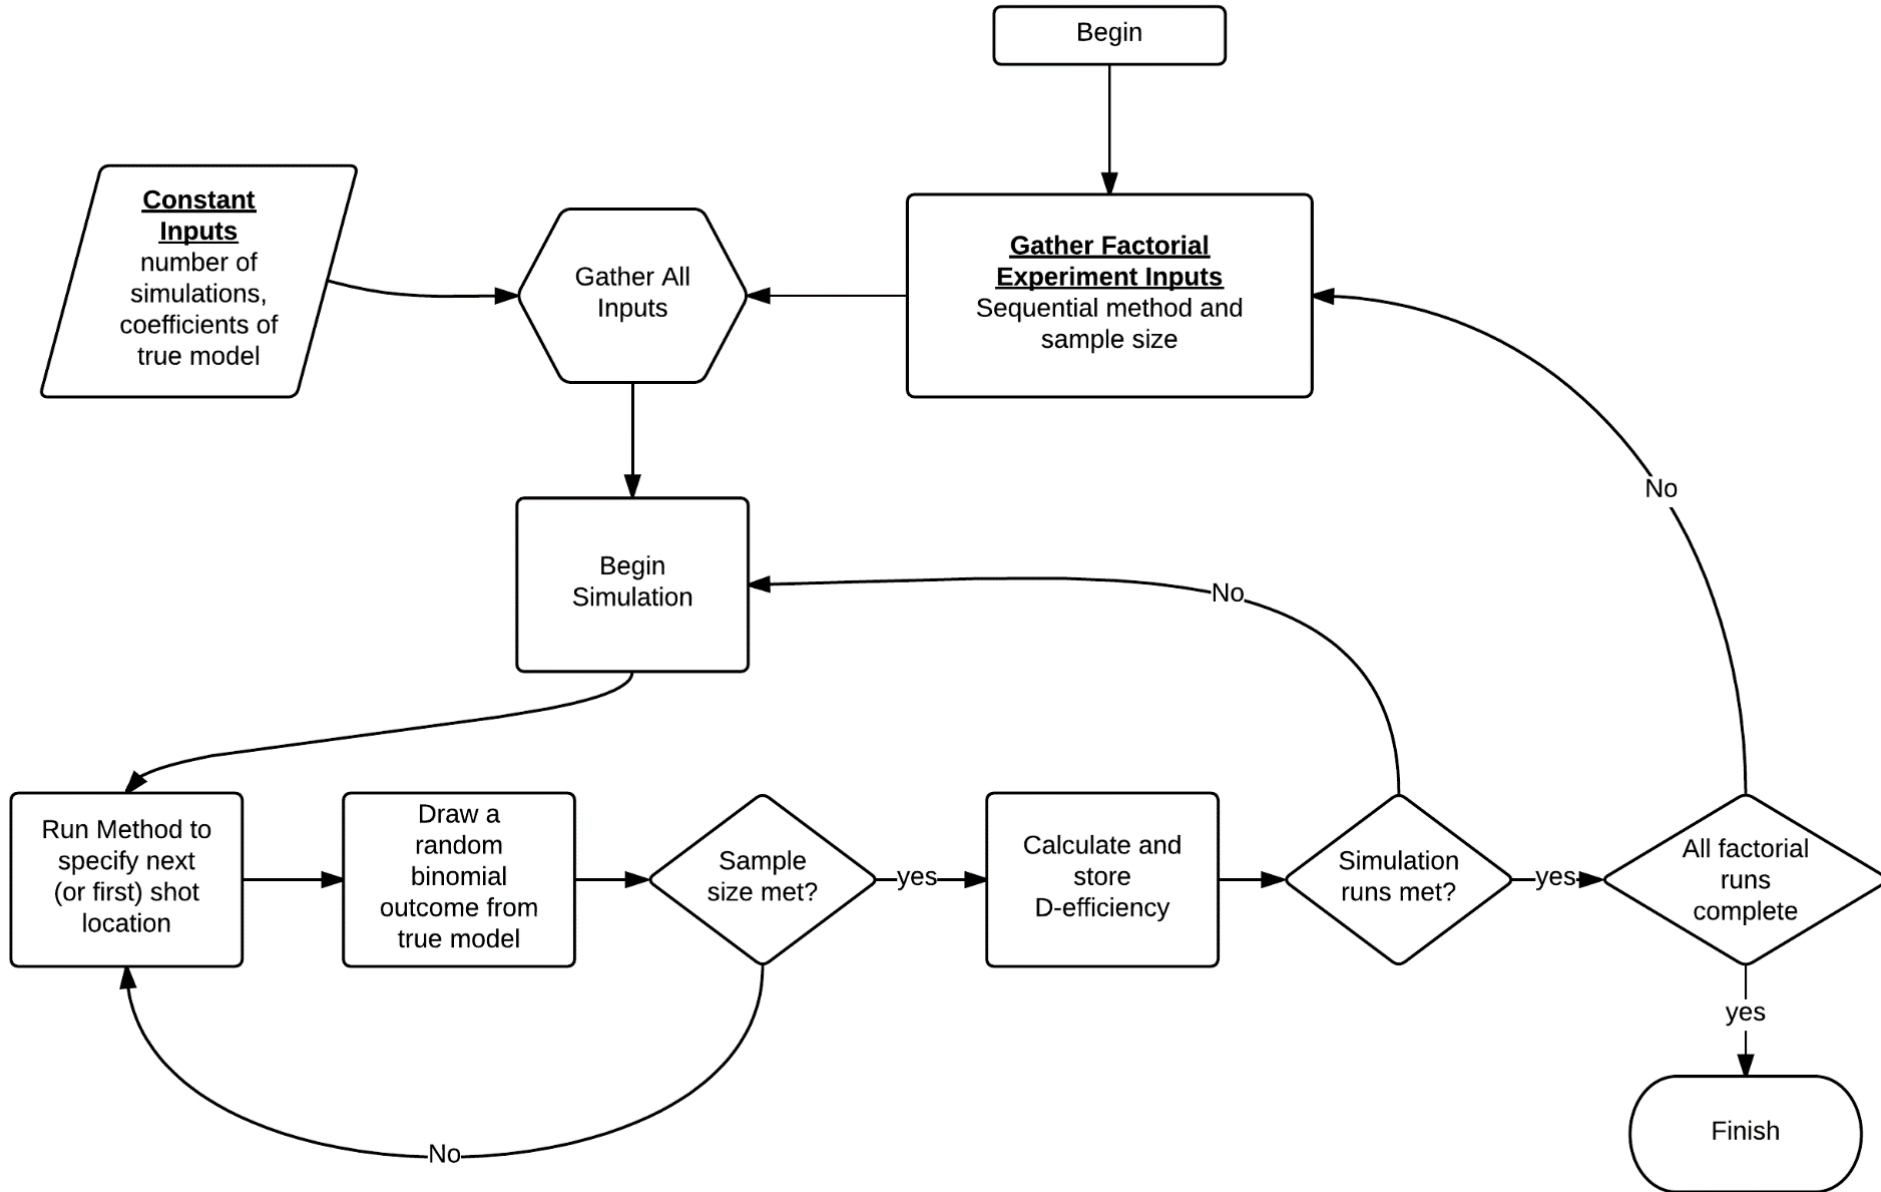 Begin
Constant
Inputs
number of
simulations,
coefficients of
true model
Gather All
Inputs
Gather Factorial
Experiment Inputs
Sequential method and
sample size
No
Begin
Simulation
No
Run Method to
specify next
(or first) shot
location
Draw a
random
binomial
outcome from
true model
Sample
size met?
yes
Calculate and
store
D-efficiency
Simulation
runs met?
yes
All factorial
runs
complete
yes
No
Finish